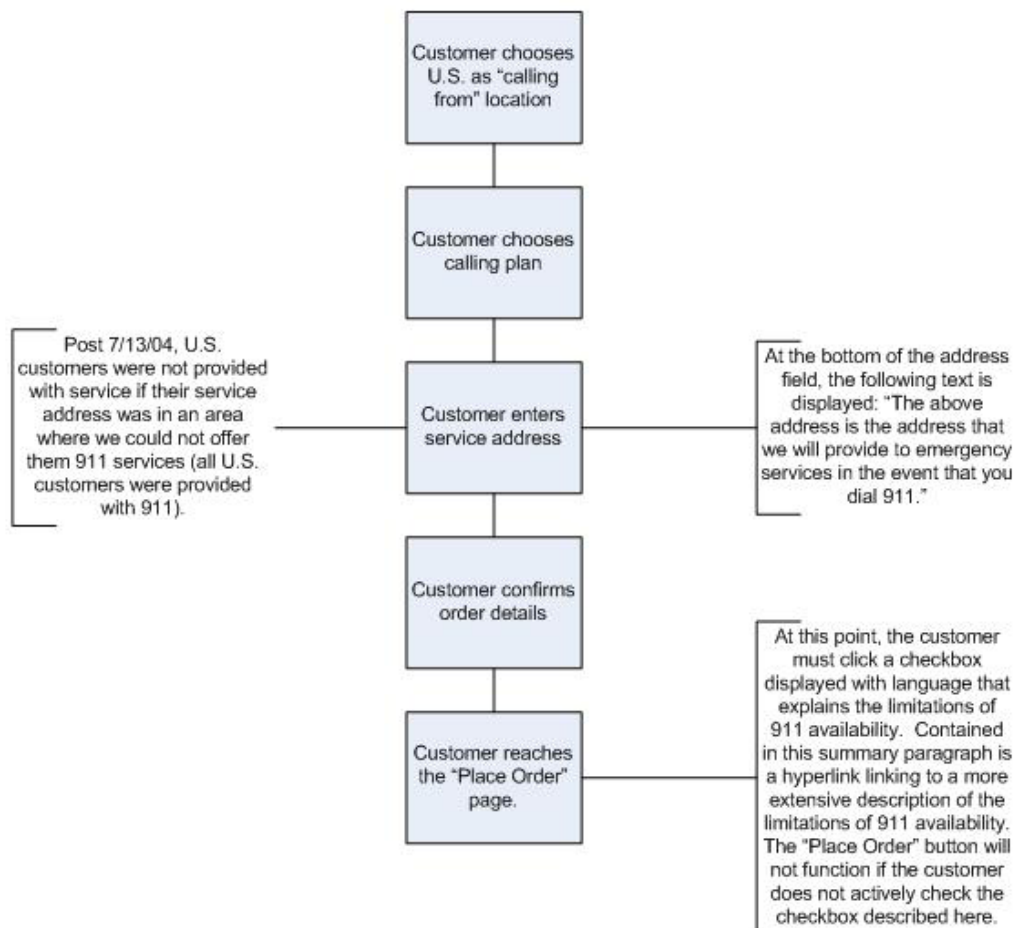 Customer chooses
U.S. as “calling
from” location
Customer chooses
calling plan
Post 7/13/04, U.S.
customers were not provided
with service if their service
address was in an area
where we could not offer
them 911 services (all U.S.
customers were provided
with 911).
Customer enters
service address
At the bottom of the address
field, the following text is
displayed: “The above
address is the address that
we will provide to emergency
services in the event that you
dial 911.”
Customer confirms
order details
Customer reaches
the “Place Order”
page.
At this point, the customer
must click a checkbox
displayed with language that
explains the limitations of
911 availability. Contained
in this summary paragraph is
a hyperlink linking to a more
extensive description of the
limitations of 911 availability.
The “Place Order” button will
not function if the customer
does not actively check the
checkbox described here.